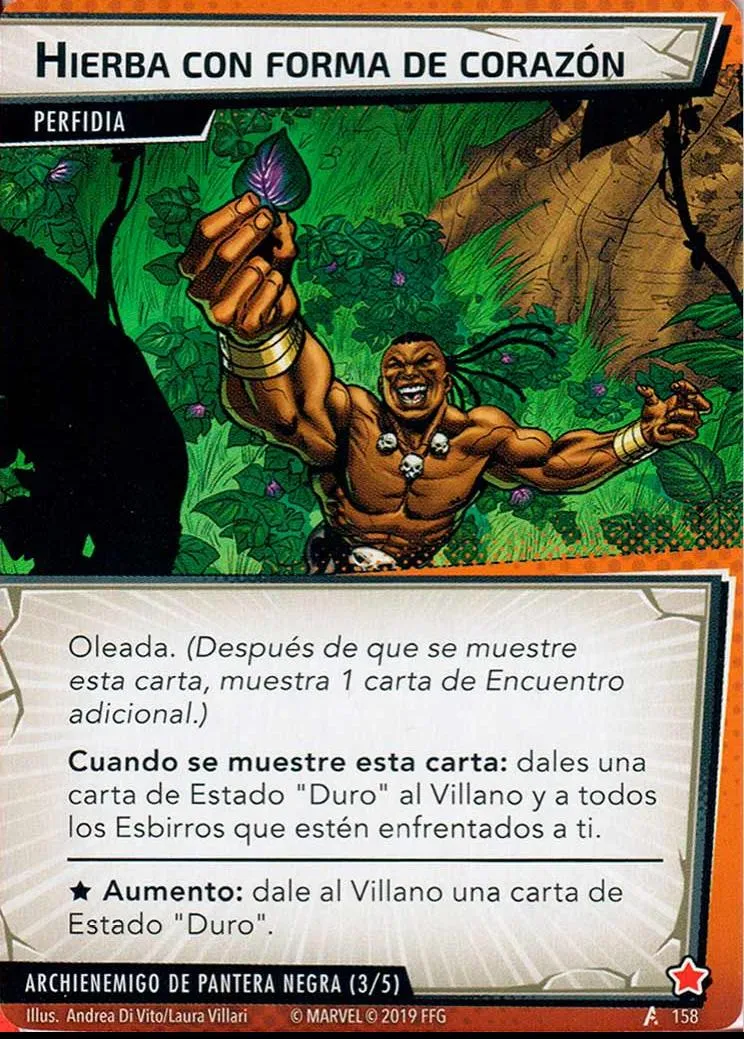 HIERBA CON FORMA DE CORAZÓN
PERFIDIA
Oleada. (Después de que se muestre
esta carta, muestra 1 carta de Encuentro
adicional.)
Cuando se muestre esta carta: dales una
carta de Estado "Duro" al Villano y a todos
los Esbirros que estén enfrentados a ti.
★ Aumento: dale al Villano una carta de
Estado "Duro".
ARCHIENEMIGO DE PANTERA NEGRA (3/5)
Illus. Andrea Di Vito/Laura Villari © MARVEL © 2019 FFG 158